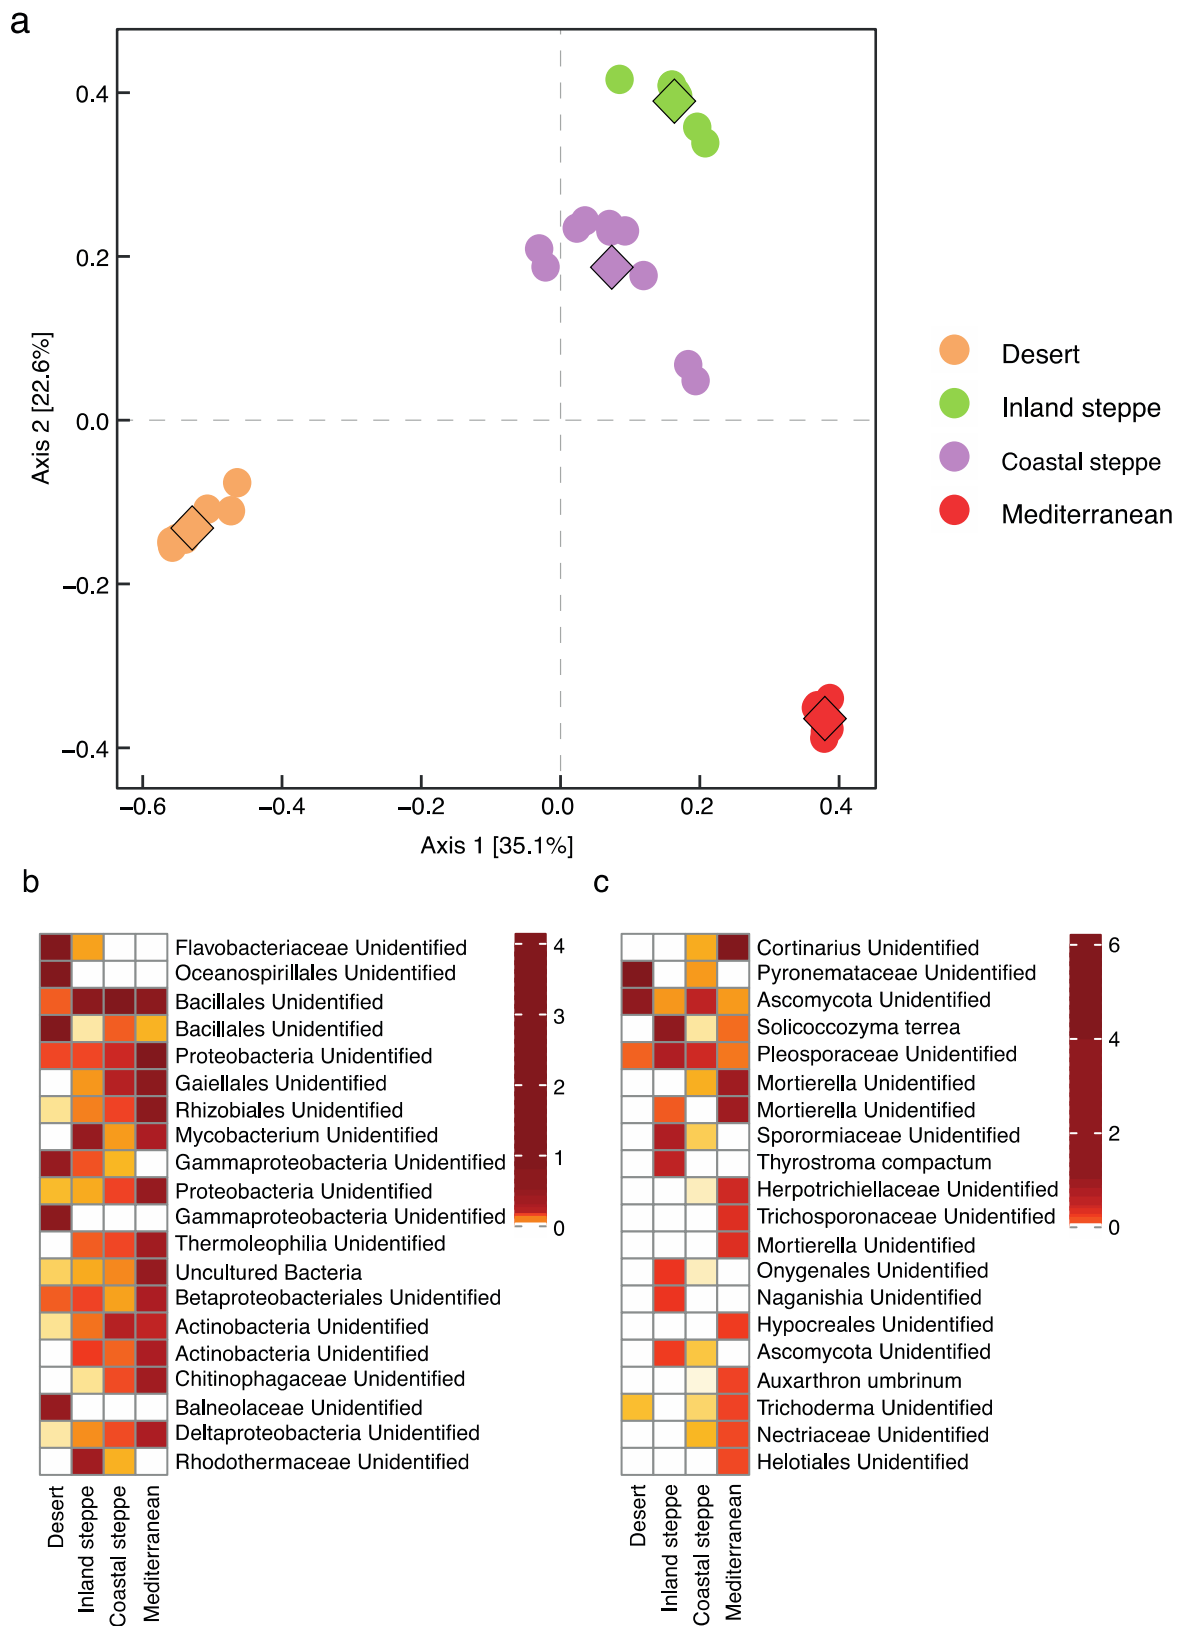 a
0.4
0.2
0.0
−0.2
−0.4
Axis 2 [22.6%]
−0.6
−0.4
−0.2
0.0
0.2
0.4
Axis 1 [35.1%]
Desert
Inland steppe
Coastal steppe
Mediterranean
b
Flavobacteriaceae Unidentified
Oceanospirillales Unidentified
Bacillales Unidentified
Bacillales Unidentified
Proteobacteria Unidentified
Gaiellales Unidentified
Rhizobiales Unidentified
Mycobacterium Unidentified
Gammaproteobacteria Unidentified
Proteobacteria Unidentified
Gammaproteobacteria Unidentified
Thermoleophilia Unidentified
Uncultured Bacteria
Betaproteobacteriales Unidentified
Actinobacteria Unidentified
Actinobacteria Unidentified
Chitinophagaceae Unidentified
Balneolaceae Unidentified
Deltaproteobacteria Unidentified
Rhodothermaceae Unidentified
4
3
2
1
0
Desert
Inland steppe
Coastal steppe
Mediterranean
c
Cortinarius Unidentified
Pyronemataceae Unidentified
Ascomycota Unidentified
Solicoccozyma terrea
Pleosporaceae Unidentified
Mortierella Unidentified
Mortierella Unidentified
Sporormiaceae Unidentified
Thyrostroma compactum
Herpotrichiellaceae Unidentified
Trichosporonaceae Unidentified
Mortierella Unidentified
Onygenales Unidentified
Naganishia Unidentified
Hypocreales Unidentified
Ascomycota Unidentified
Auxarthron umbrinum
Trichoderma Unidentified
Nectriaceae Unidentified
Helotiales Unidentified
6
4
2
0
Desert
Inland steppe
Coastal steppe
Mediterranean